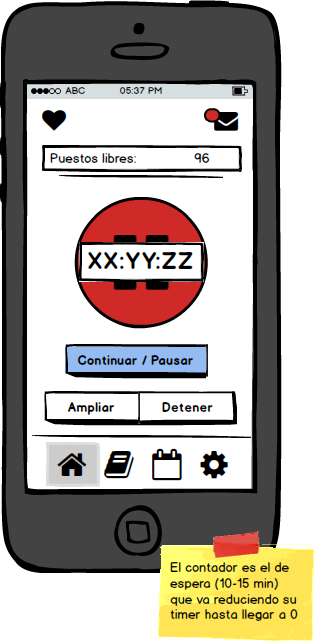 ABC 05:37 PM
Puestos libres: 96
XX:YY:ZZ
Continuar / Pausar
Ampliar Detener
El contador es el de
espera (10-15 min)
que va reduciendo su
timer hasta llegar a 0